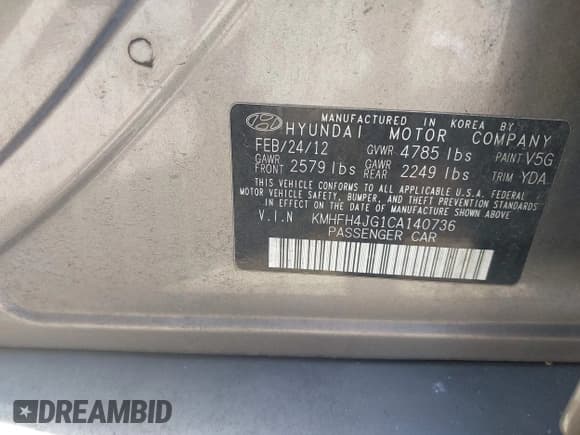 MANUFACTURED IN KOREA BY
HYUNDAI MOTOR COMPANY
FEB/24/12 GVWR 4785 lbs PAINT V5G
GAWR FRONT 2579 lbs GAWR REAR 2249 lbs TRIM YDA
THIS VEHICLE CONFORMS TO ALL APPLICABLE U.S.A. FEDERAL
MOTOR VEHICLE SAFETY, BUMPER, AND THEFT PREVENTION STANDARDS
IN EFFECT ON THE DATE OF MANUFACTURE SHOWN ABOVE
V.I.N KMHFH4JG1CA140736
PASSENGER CAR
DREAMBID